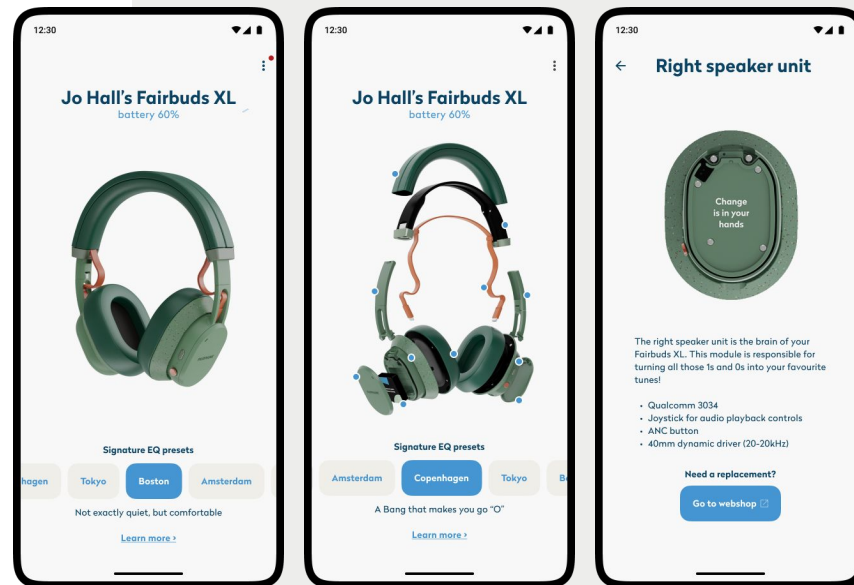 12:30
Jo Hall's Fairbuds XL
battery 60%
Signature EQ presets
hagen
Tokyo
Boston
Amsterdam
Not exactly quiet, but comfortable
Learn more >
12:30
Jo Hall's Fairbuds XL
battery 60%
Signature EQ presets
Amsterdam
Copenhagen
Tokyo
Bo
A Bang that makes you go “O”
Learn more >
12:30
Right speaker unit
Change
is in your
hands
The right speaker unit is the brain of your
Fairbuds XL. This module is responsible for
turning all those 1s and 0s into your favourite
tunes!
• Qualcomm 3034
• Joystick for audio playback controls
• ANC button
• 40mm dynamic driver (20-20kHz)
Need a replacement?
Go to webshop